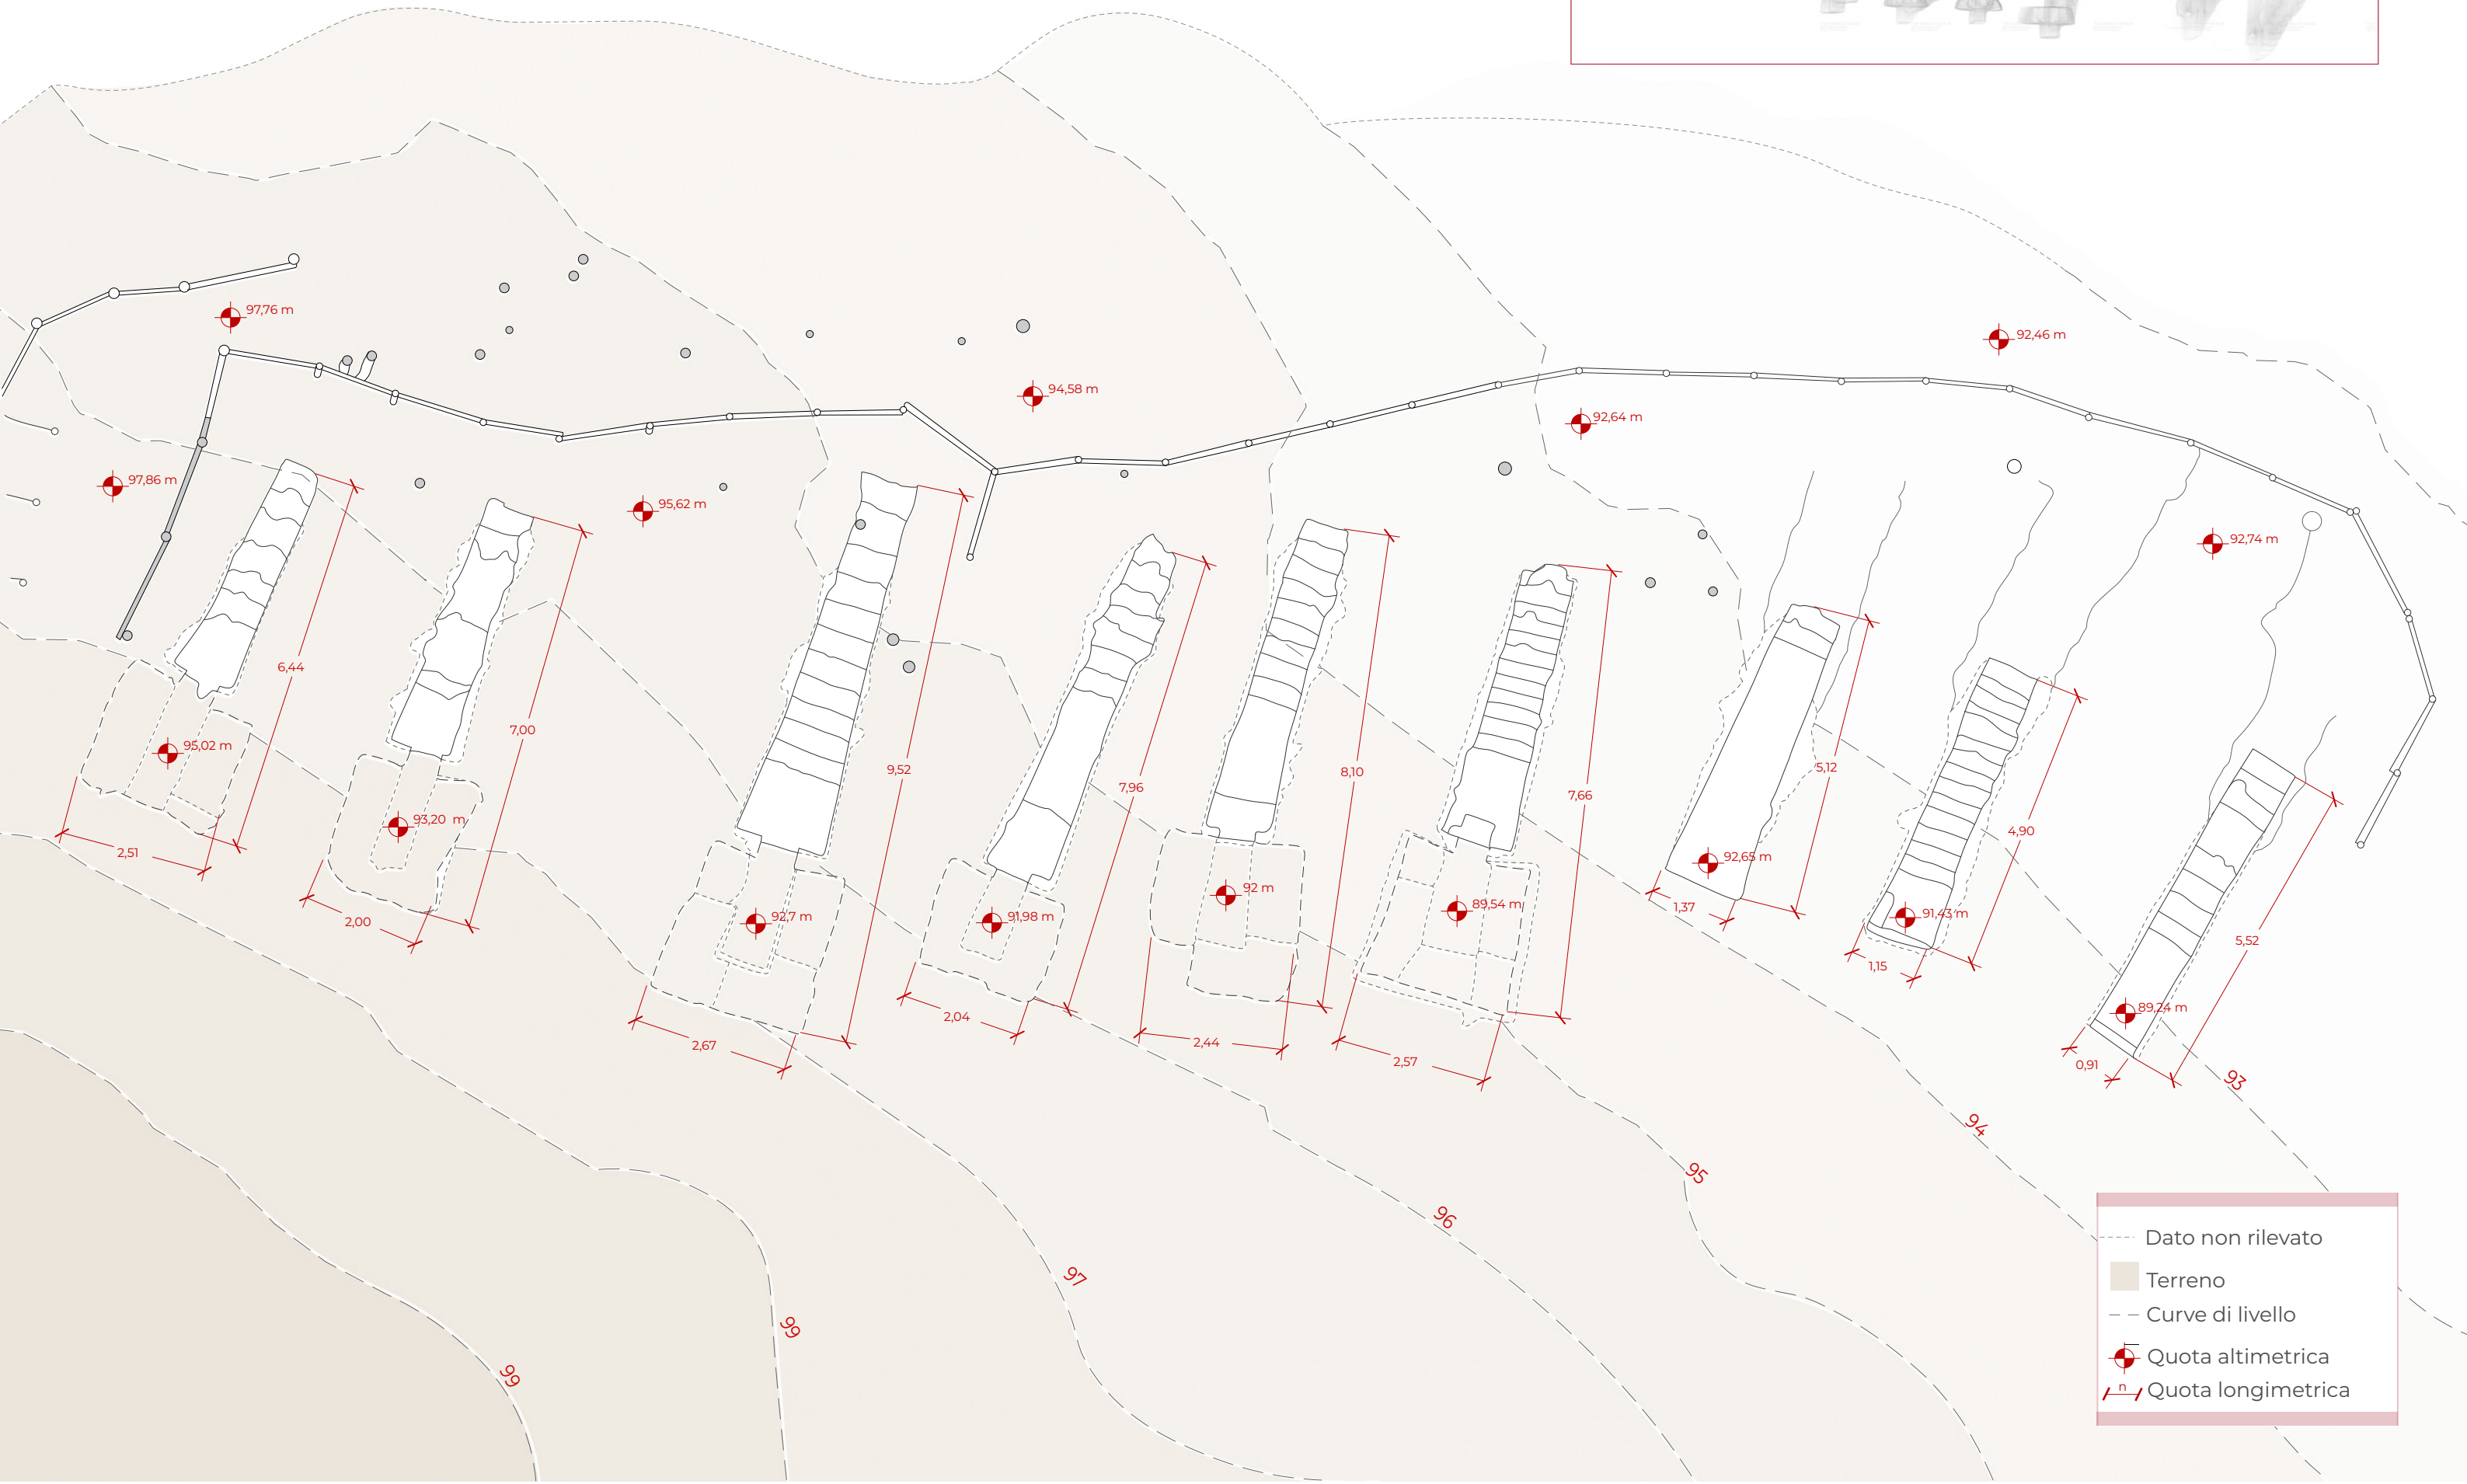 97,76 m
92,46 m
94,58 m
92,64 m
97,86 m
95,62 m
92,74 m
6,44
7,00
95,02 m
9,52
8,10
5,12
7,96
7,66
93,20 m
4,90
2,51
92,65 m
92 m
89,54 m
1,37
92,7 m
91,98 m
91,43 m
2,00
5,52
1,15
89,24 m
2,04
2,67
2,44
2,57
0,91
93
94
95
96
97
99
99
Dato non rilevato
Terreno
Curve di livello
Quota altimetrica
n
Quota longimetrica